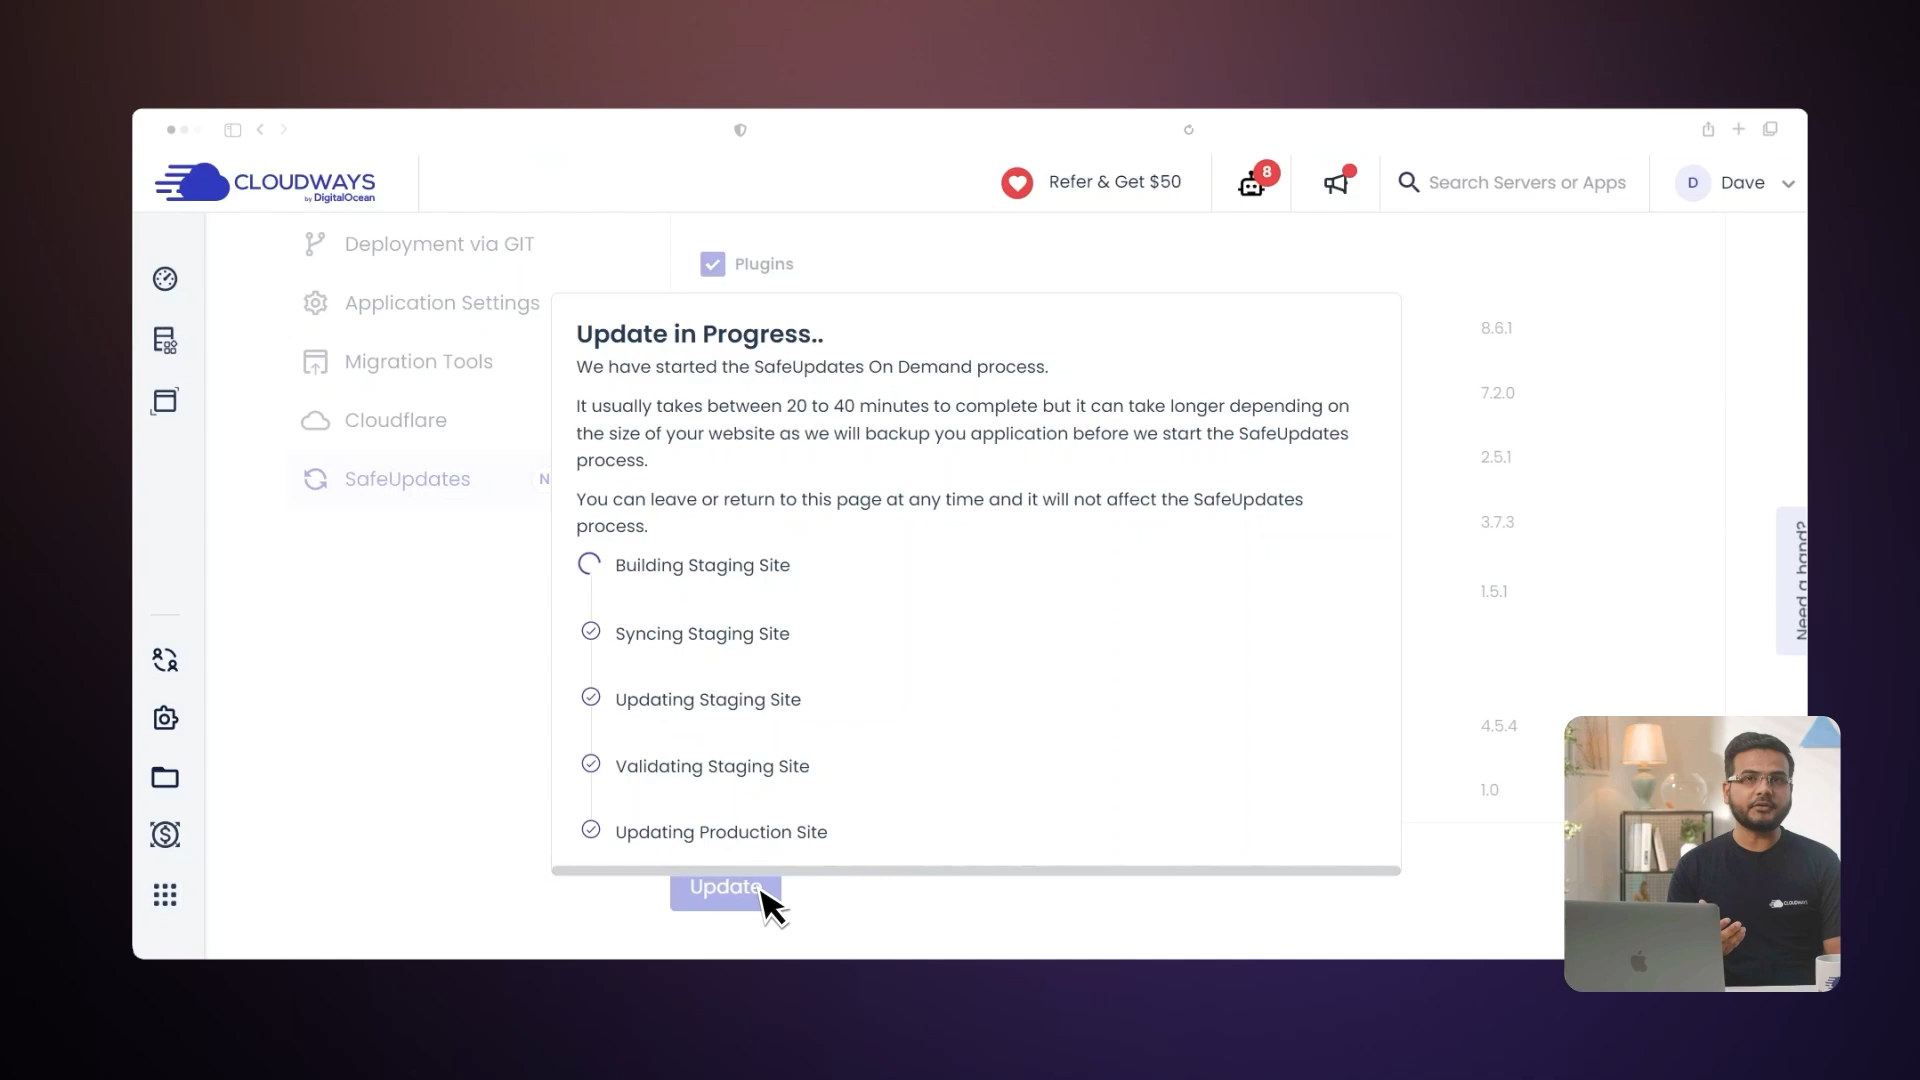 CLOUDWAYS
by DigitalOcean
Refer & Get $50
8
Search Servers or Apps
D
Dave
Deployment via GIT
Application Settings
Migration Tools
Cloudflare
SafeUpdates
N
Plugins
Update in Progress..
We have started the SafeUpdates On Demand process.
It usually takes between 20 to 40 minutes to complete but it can take longer depending on
the size of your website as we will backup you application before we start the SafeUpdates
process.
You can leave or return to this page at any time and it will not affect the SafeUpdates
process.
Building Staging Site
Syncing Staging Site
Updating Staging Site
Validating Staging Site
Updating Production Site
8.6.1
7.2.0
2.5.1
3.7.3
1.5.1
4.5.4
1.0
Need a hand?
Update
CLOUDWAYS